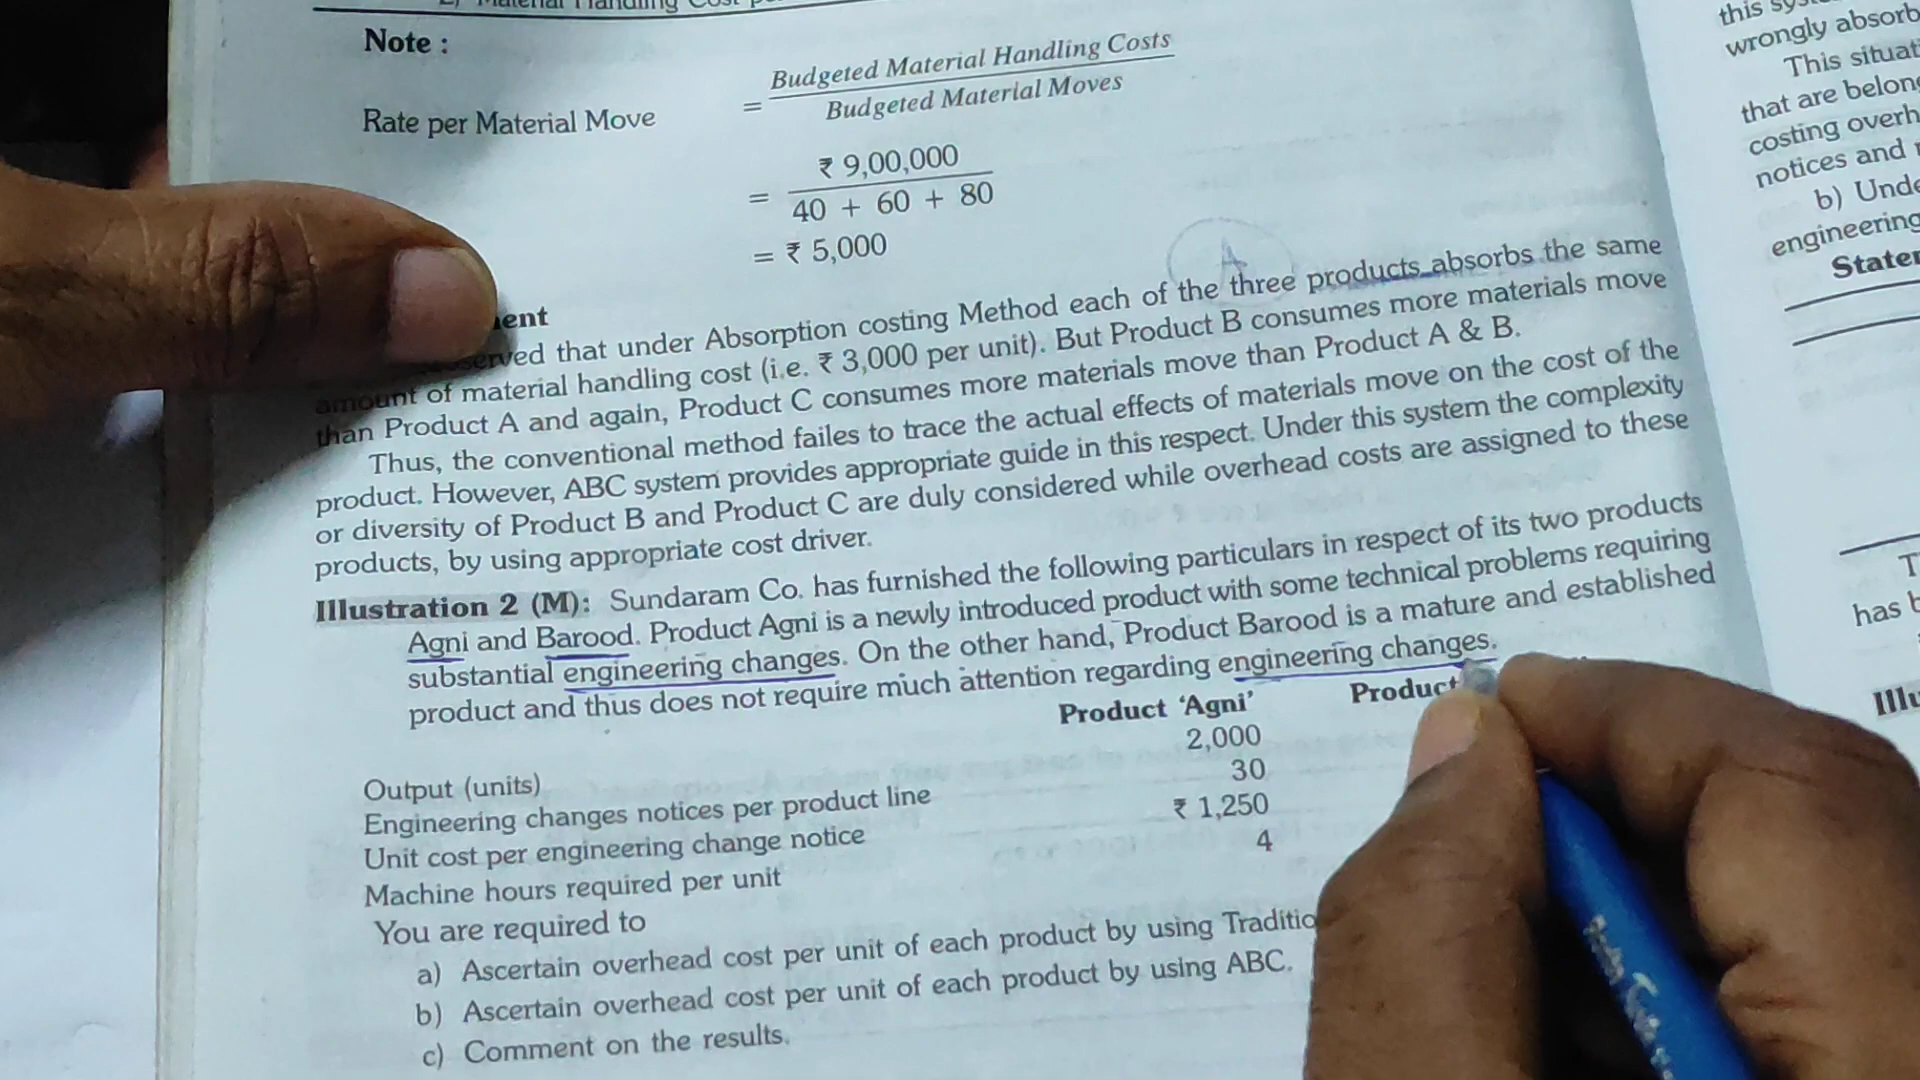 Material Handling Cost
Note :
Rate per Material Move = Budgeted Material Handling Costs
Budgeted Material Moves
= ₹ 9,00,000
40 + 60 + 80
= ₹ 5,000
A
ent
served that under Absorption costing Method each of the three products absorbs the same
amount of material handling cost (i.e. ₹ 3,000 per unit). But Product B consumes more materials move
than Product A and again, Product C consumes more materials move than Product A & B.
Thus, the conventional method failes to trace the actual effects of materials move on the cost of the
product. However, ABC system provides appropriate guide in this respect. Under this system the complexity
or diversity of Product B and Product C are duly considered while overhead costs are assigned to these
products, by using appropriate cost driver.
Illustration 2 (M): Sundaram Co. has furnished the following particulars in respect of its two products
Agni and Barood. Product Agni is a newly introduced product with some technical problems requiring
substantial engineering changes. On the other hand, Product Barood is a mature and established
product and thus does not require much attention regarding engineering changes.
Product 'Agni' Product
Output (units) 2,000
Engineering changes notices per product line 30
Unit cost per engineering change notice ₹ 1,250
Machine hours required per unit 4
You are required to
a) Ascertain overhead cost per unit of each product by using Traditio
b) Ascertain overhead cost per unit of each product by using ABC.
c) Comment on the results.
this
wrongly absorb
This situat
that are belong
costing overh
notices and
b) Unde
engineering
Stater
T
has b
Illu